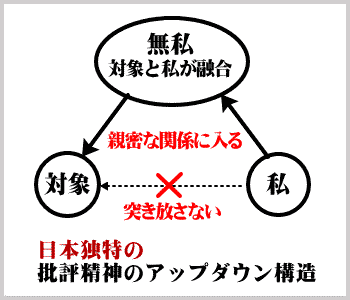 無私
対象と私が融合
親密な関係に入る
対象
私
突き放さない
日本独特の
批評精神のアップダウン構造